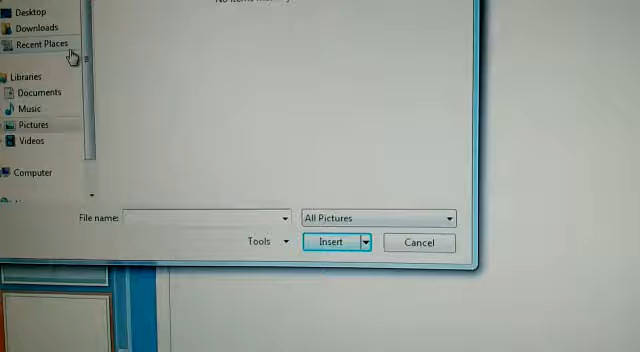 Desktop
Downloads
Recent Places
Libraries
Documents
Music
Pictures
Videos
Computer
File name:
All Pictures
Tools
Insert
Cancel